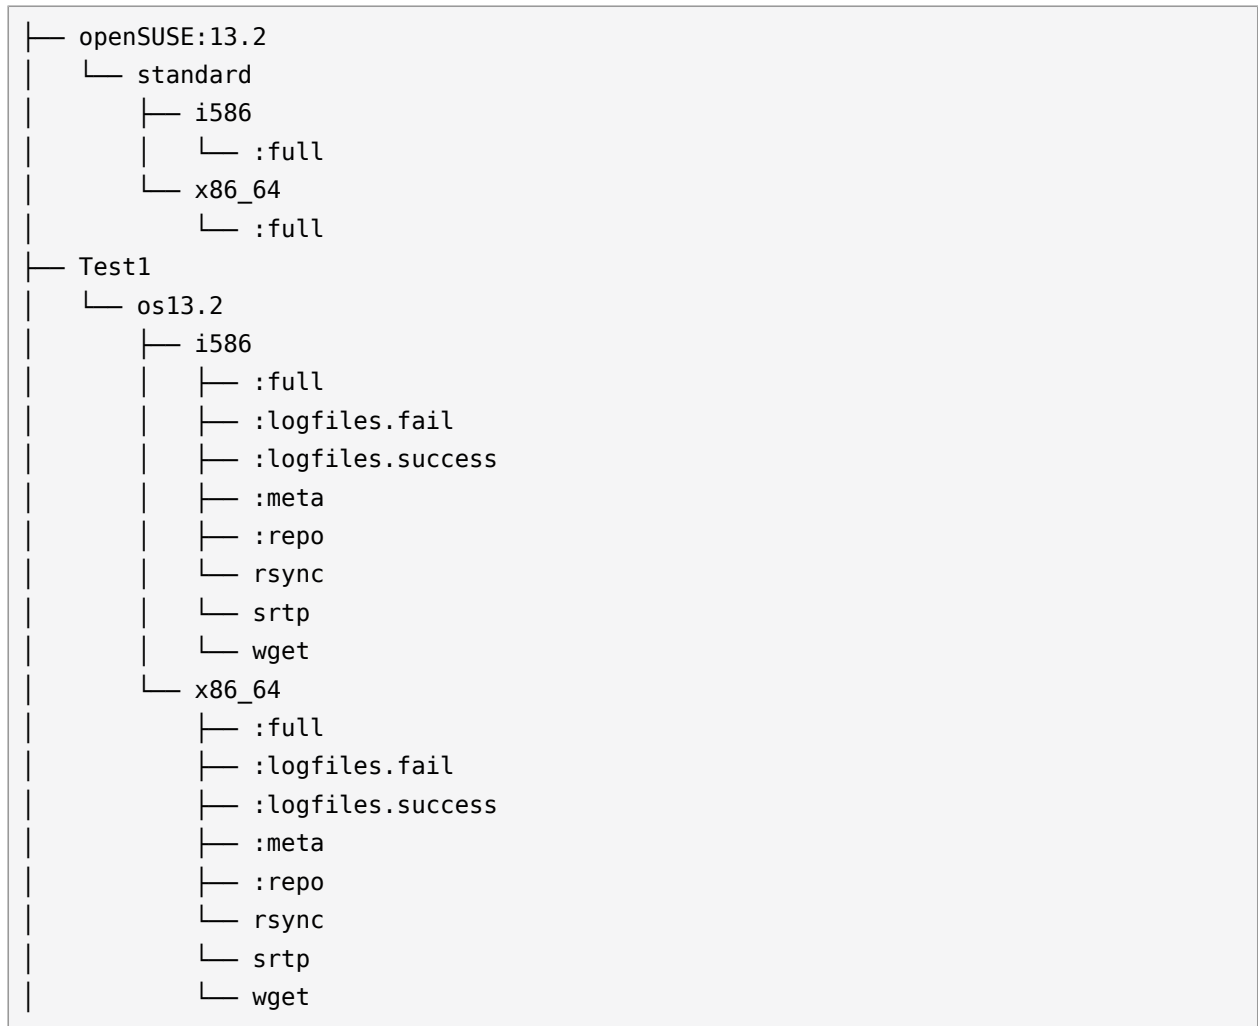 ├── openSUSE:13.2
│   └── standard
│       ├── i586
│       │   └── :full
│       └── x86_64
│           └── :full
├── Test1
│   └── os13.2
│       ├── i586
│       │   ├── :full
│       │   ├── :logfiles.fail
│       │   ├── :logfiles.success
│       │   ├── :meta
│       │   ├── :repo
│       │   └── rsync
│       │   └── srtp
│       │   └── wget
│       └── x86_64
│           ├── :full
│           ├── :logfiles.fail
│           ├── :logfiles.success
│           ├── :meta
│           ├── :repo
│           └── rsync
│           └── srtp
│           └── wget